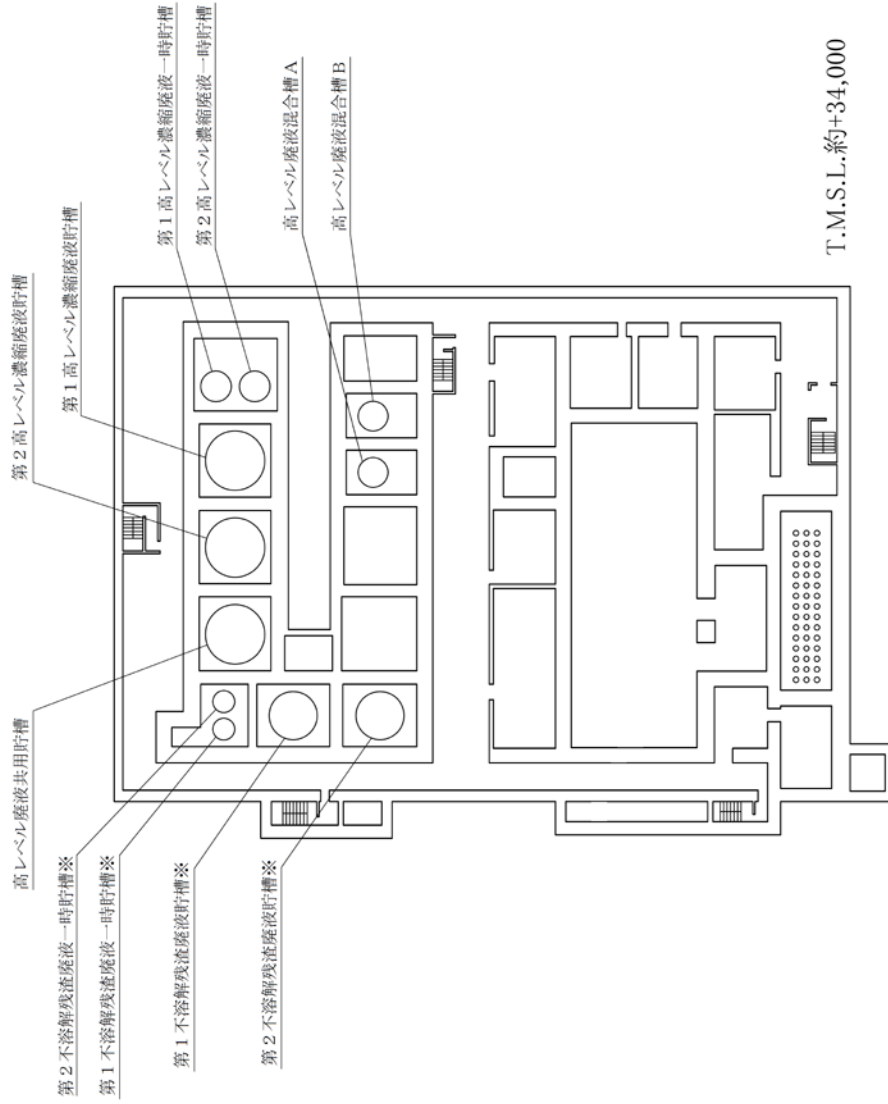 第2不溶解残渣廃液一時貯槽※
第1不溶解残渣廃液一時貯槽※
第1不溶解残渣廃液貯槽※
第2不溶解残渣廃液貯槽※
高レベル廃液共用貯槽
第2高レベル濃縮廃液貯槽
第1高レベル濃縮廃液貯槽
第1高レベル濃縮廃液一時貯槽
第2高レベル濃縮廃液一時貯槽
高レベル廃液混合槽A
高レベル廃液混合槽B
T.M.S.L.約+34,000